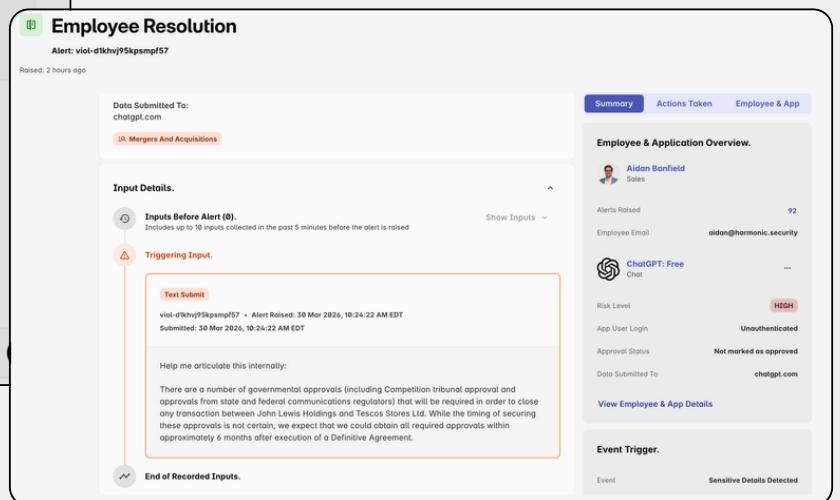 Employee Resolution
Alert: viol-d1khvj95kpsmpf57
Raised: 2 hours ago
Data Submitted To:
chatgpt.com
Mergers And Acquisitions
Input Details.
Inputs Before Alert (0).
Includes up to 10 inputs collected in the past 5 minutes before the alert is raised
Show Inputs
Triggering Input.
Text Submit
viol-d1khvj95kpsmpf57 • Alert Raised: 30 Mar 2026, 10:24:22 AM EDT
Submitted: 30 Mar 2026, 10:24:22 AM EDT
Help me articulate this internally:
There are a number of governmental approvals (including Competition tribunal approval and
approvals from state and federal communications regulators) that will be required in order to close
any transaction between John Lewis Holdings and Tescos Stores Ltd. While the timing of securing
these approvals is not certain, we expect that we could obtain all required approvals within
approximately 6 months after execution of a Definitive Agreement.
End of Recorded Inputs.
Summary
Actions Taken
Employee & App
Employee & Application Overview.
Aidan Banfield
Sales
Alerts Raised 92
Employee Email aidan@harmonic.security
ChatGPT: Free
Chat
Risk Level HIGH
App User Login Unauthenticated
Approval Status Not marked as approved
Data Submitted To chatgpt.com
View Employee & App Details
Event Trigger.
Event Sensitive Details Detected